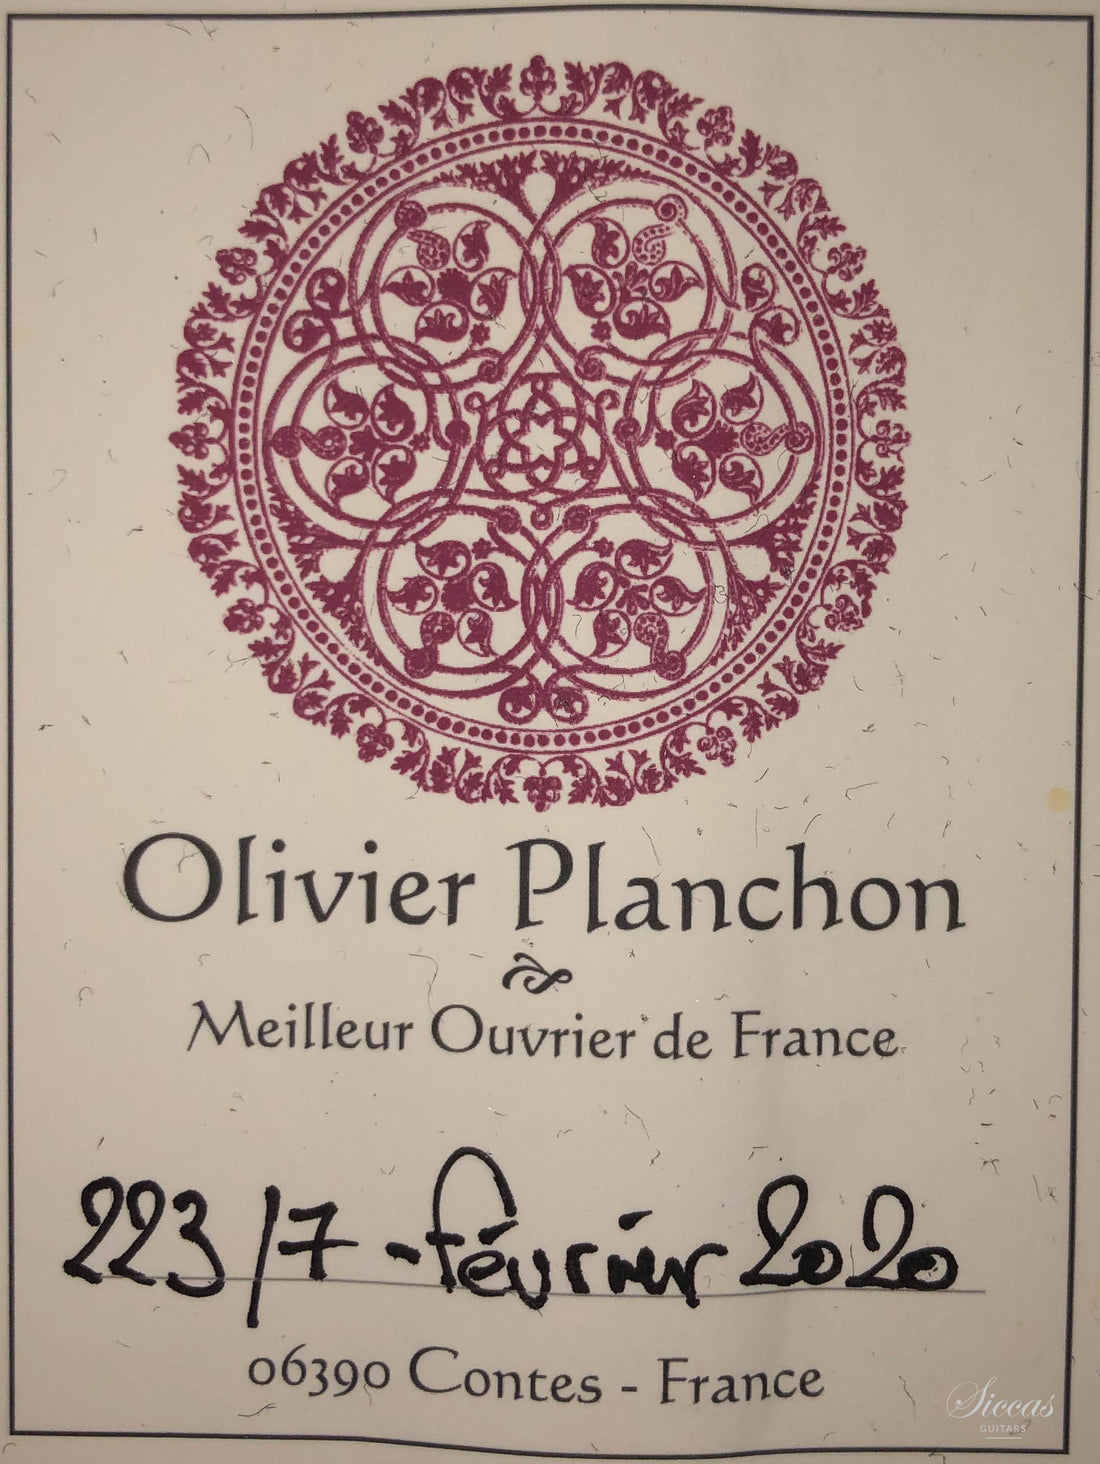 Olivier Planchon
Meilleur Ouvrier de France
223/7 - février 2020
06390 Contes - France
Siccas
GUITARS